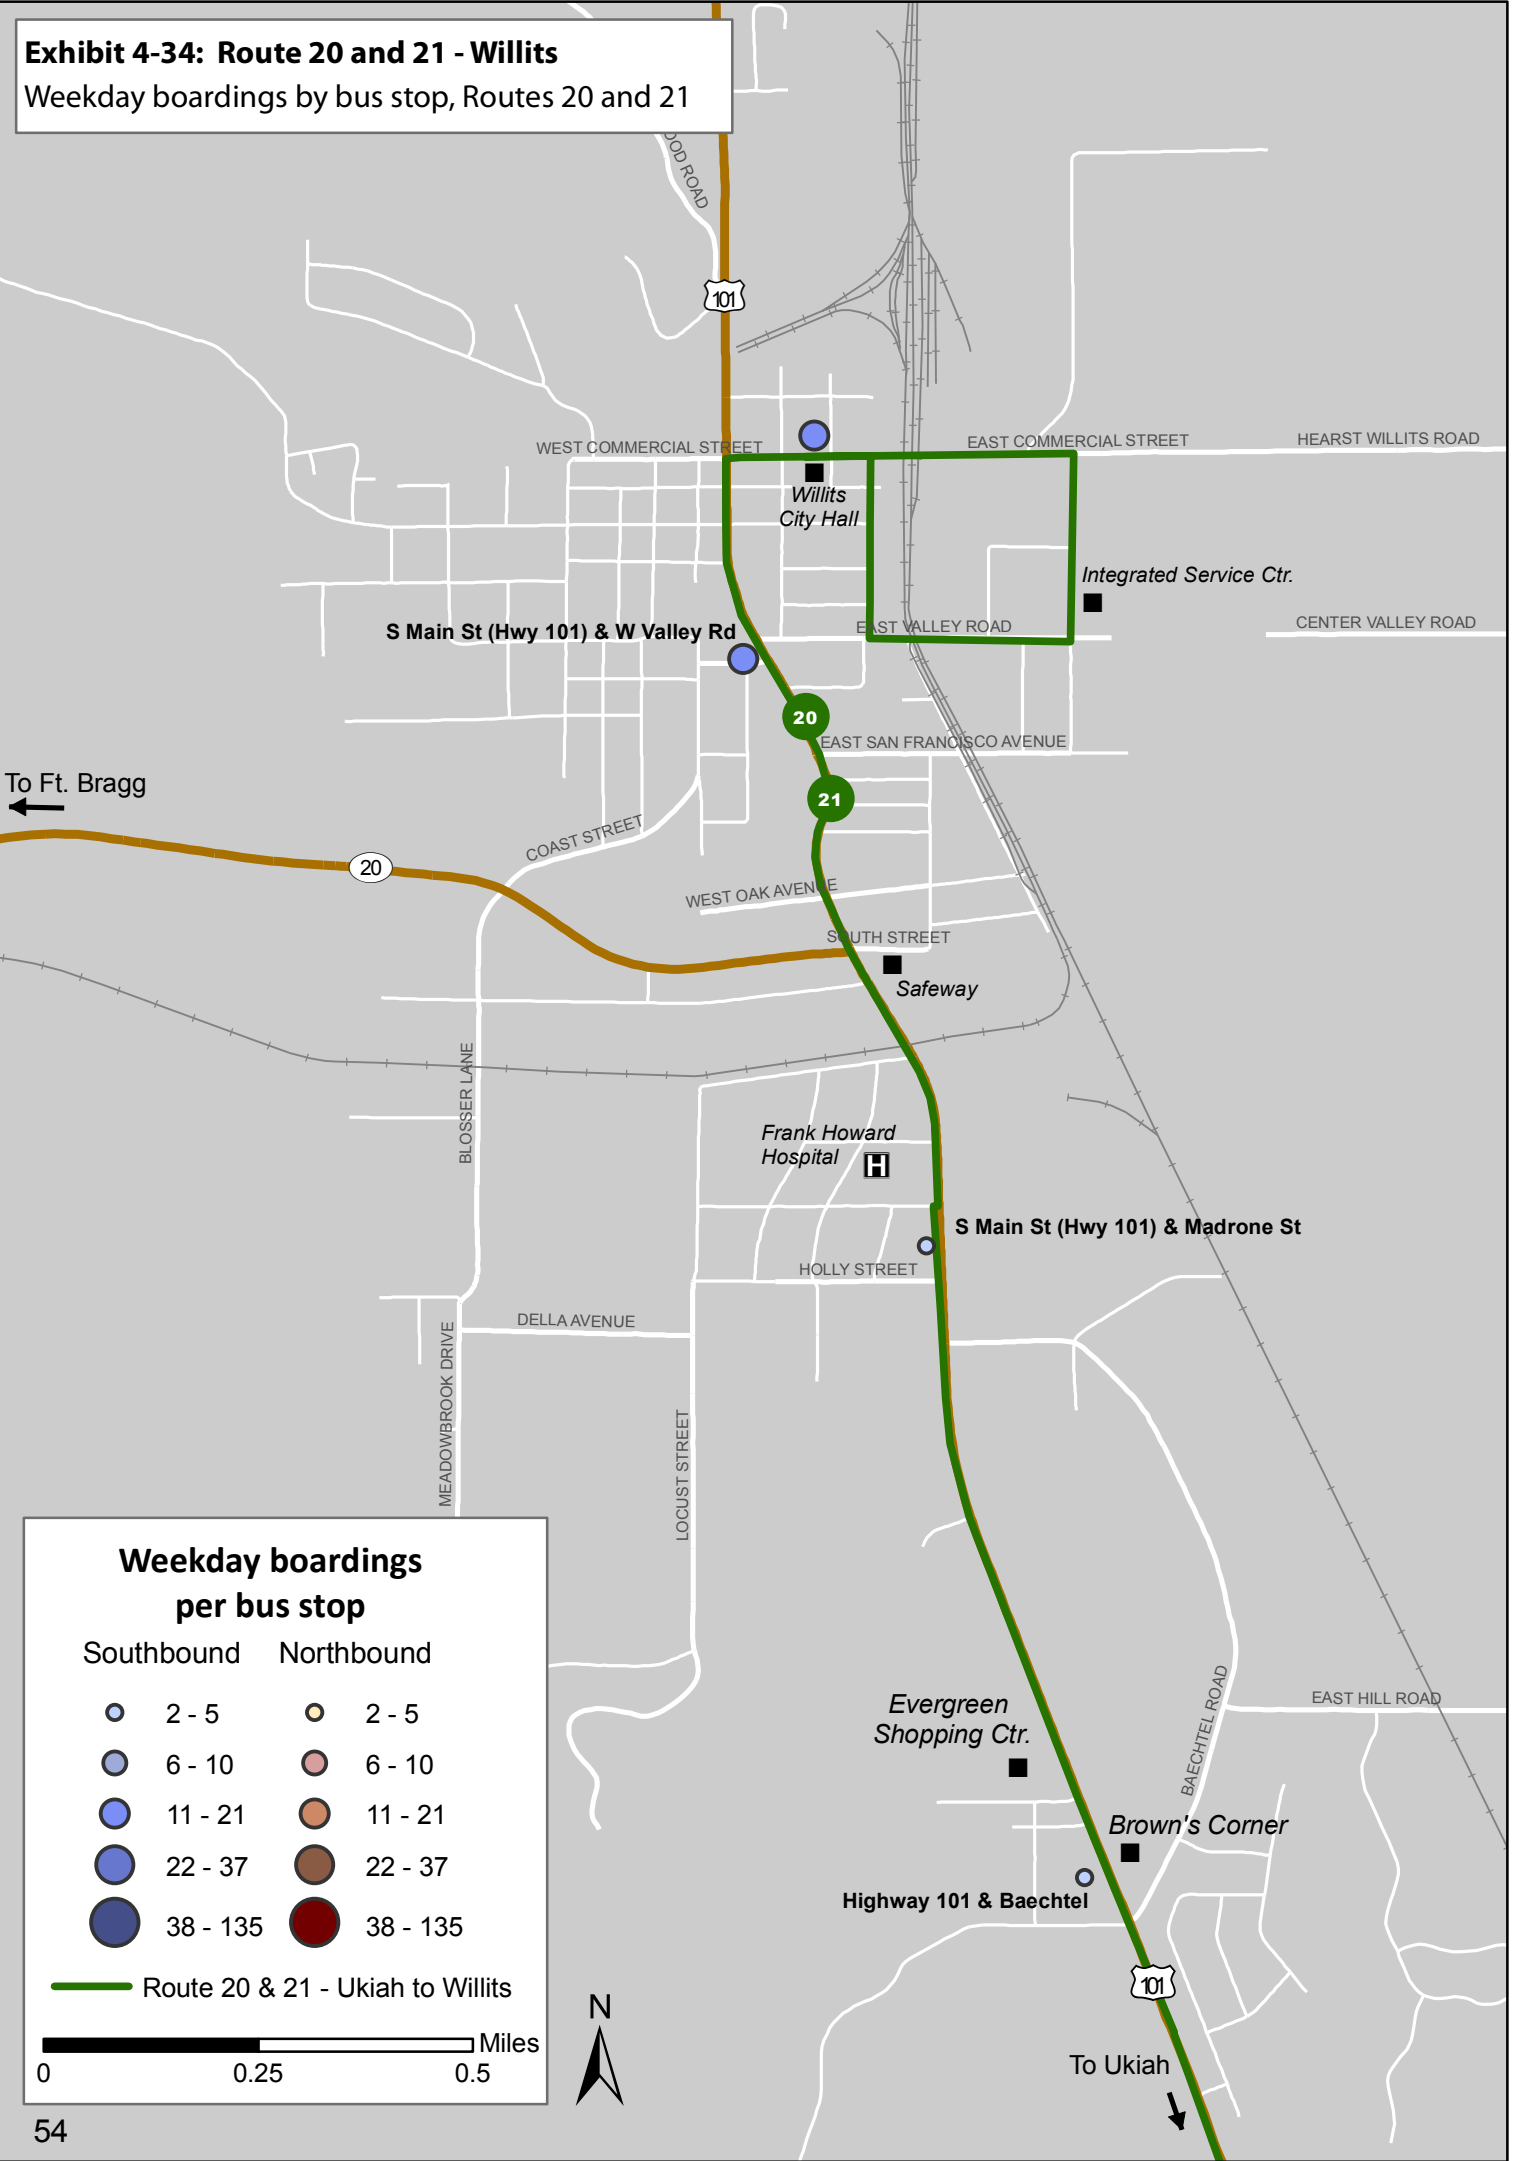 Exhibit 4-34: Route 20 and 21 - Willits
Weekday boardings by bus stop, Routes 20 and 21
OOD ROAD
101
WEST COMMERCIAL STREET
EAST COMMERCIAL STREET
HEARST WILLITS ROAD
Willits
City Hall
Integrated Service Ctr.
S Main St (Hwy 101) & W Valley Rd
EAST VALLEY ROAD
CENTER VALLEY ROAD
20
EAST SAN FRANCISCO AVENUE
To Ft. Bragg
21
COAST STREET
20
WEST OAK AVENUE
SOUTH STREET
Safeway
BLOSSER LANE
Frank Howard
Hospital
H
S Main St (Hwy 101) & Madrone St
HOLLY STREET
DELLA AVENUE
MEADOWBROOK DRIVE
LOCUST STREET
Weekday boardings
per bus stop
Southbound Northbound
2 - 5 2 - 5
6 - 10 6 - 10
11 - 21 11 - 21
22 - 37 22 - 37
38 - 135 38 - 135
Route 20 & 21 - Ukiah to Willits
Miles
0 0.25 0.5
N
Evergreen
Shopping Ctr.
BAECHTEL ROAD
EAST HILL ROAD
Brown's Corner
Highway 101 & Baechtel
101
To Ukiah
54